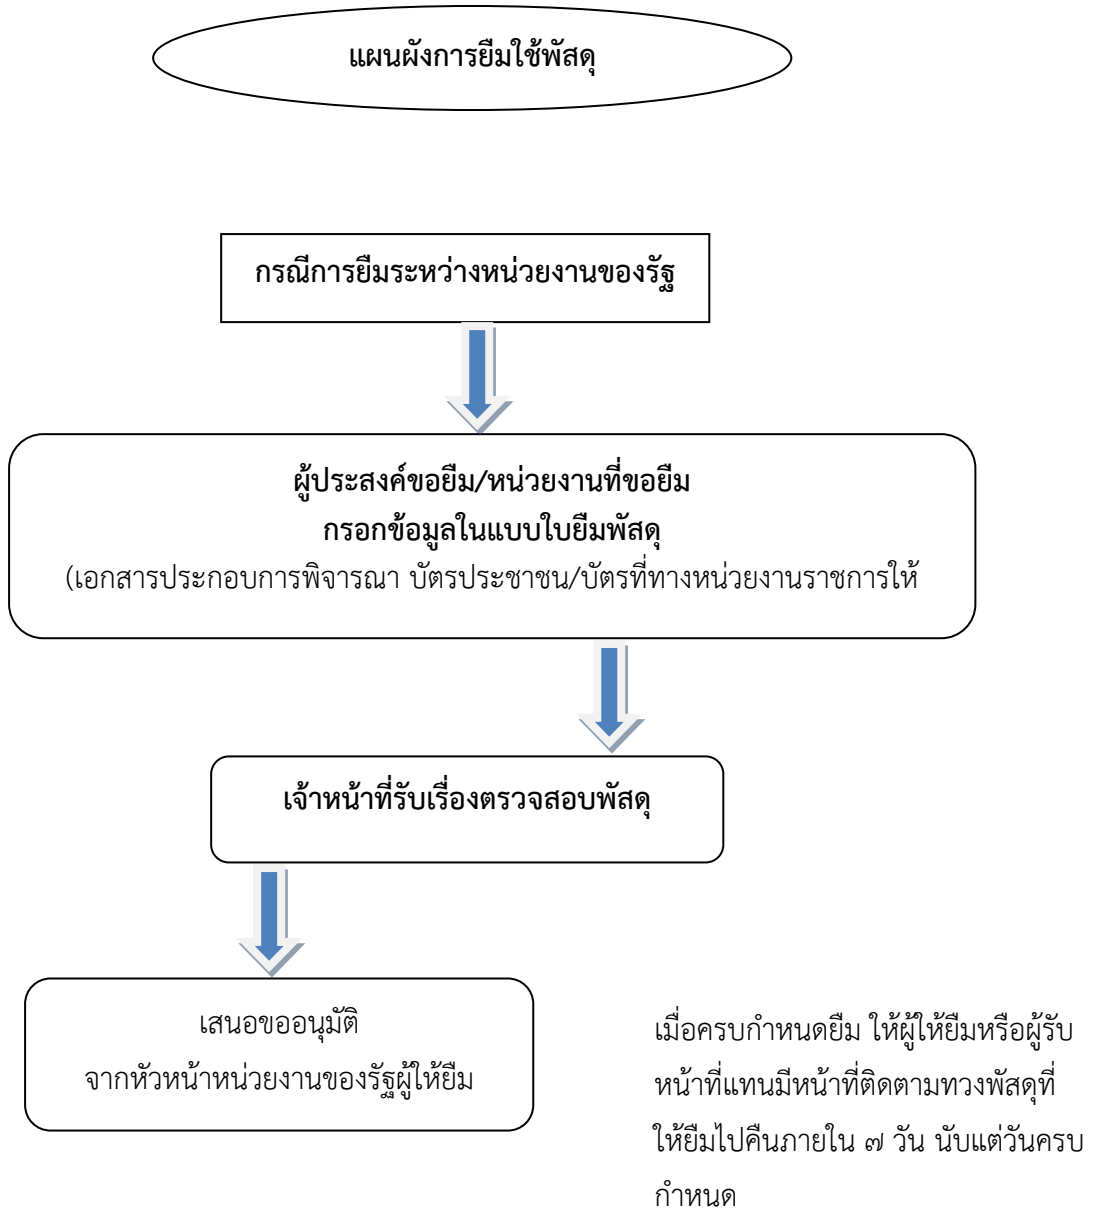 แผนผังการยืมใช้พัสดุ
กรณีการยืมระหว่างหน่วยงานของรัฐ
ผู้ประสงค์ขอยืม/หน่วยงานที่ขอยืม
กรอกข้อมูลในแบบใบยืมพัสดุ
(เอกสารประกอบการพิจารณา บัตรประชาชน/บัตรที่ทางหน่วยงานราชการให้
เจ้าหน้าที่รับเรื่องตรวจสอบพัสดุ
เสนอขออนุมัติ
จากหัวหน้าหน่วยงานของรัฐผู้ให้ยืม
เมื่อครบกำหนดยืม ให้ผู้ให้ยืมหรือผู้รับ
หน้าที่แทนมีหน้าที่ติดตามทวงพัสดุที่
ให้ยืมไปคืนภายใน ๗ วัน นับแต่วันครบ
กำหนด